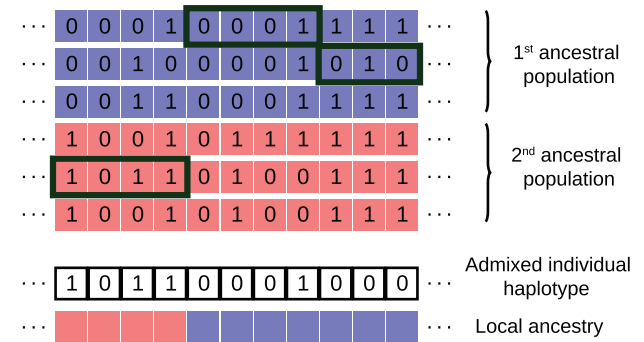 ... 0 0 0 1 0 0 0 1 1 1 1 ...
... 0 0 1 0 0 0 0 1 0 1 0 ...
... 0 0 1 1 0 0 0 1 1 1 1 ...
1st ancestral
population
... 1 0 0 1 0 1 1 1 1 1 1 ...
... 1 0 1 1 0 1 0 0 1 1 1 ...
... 1 0 0 1 0 1 0 0 0 1 1 ...
2nd ancestral
population
... 1 0 1 1 0 0 0 1 0 0 0 ...
Admixed individual
haplotype
... ...
Local ancestry